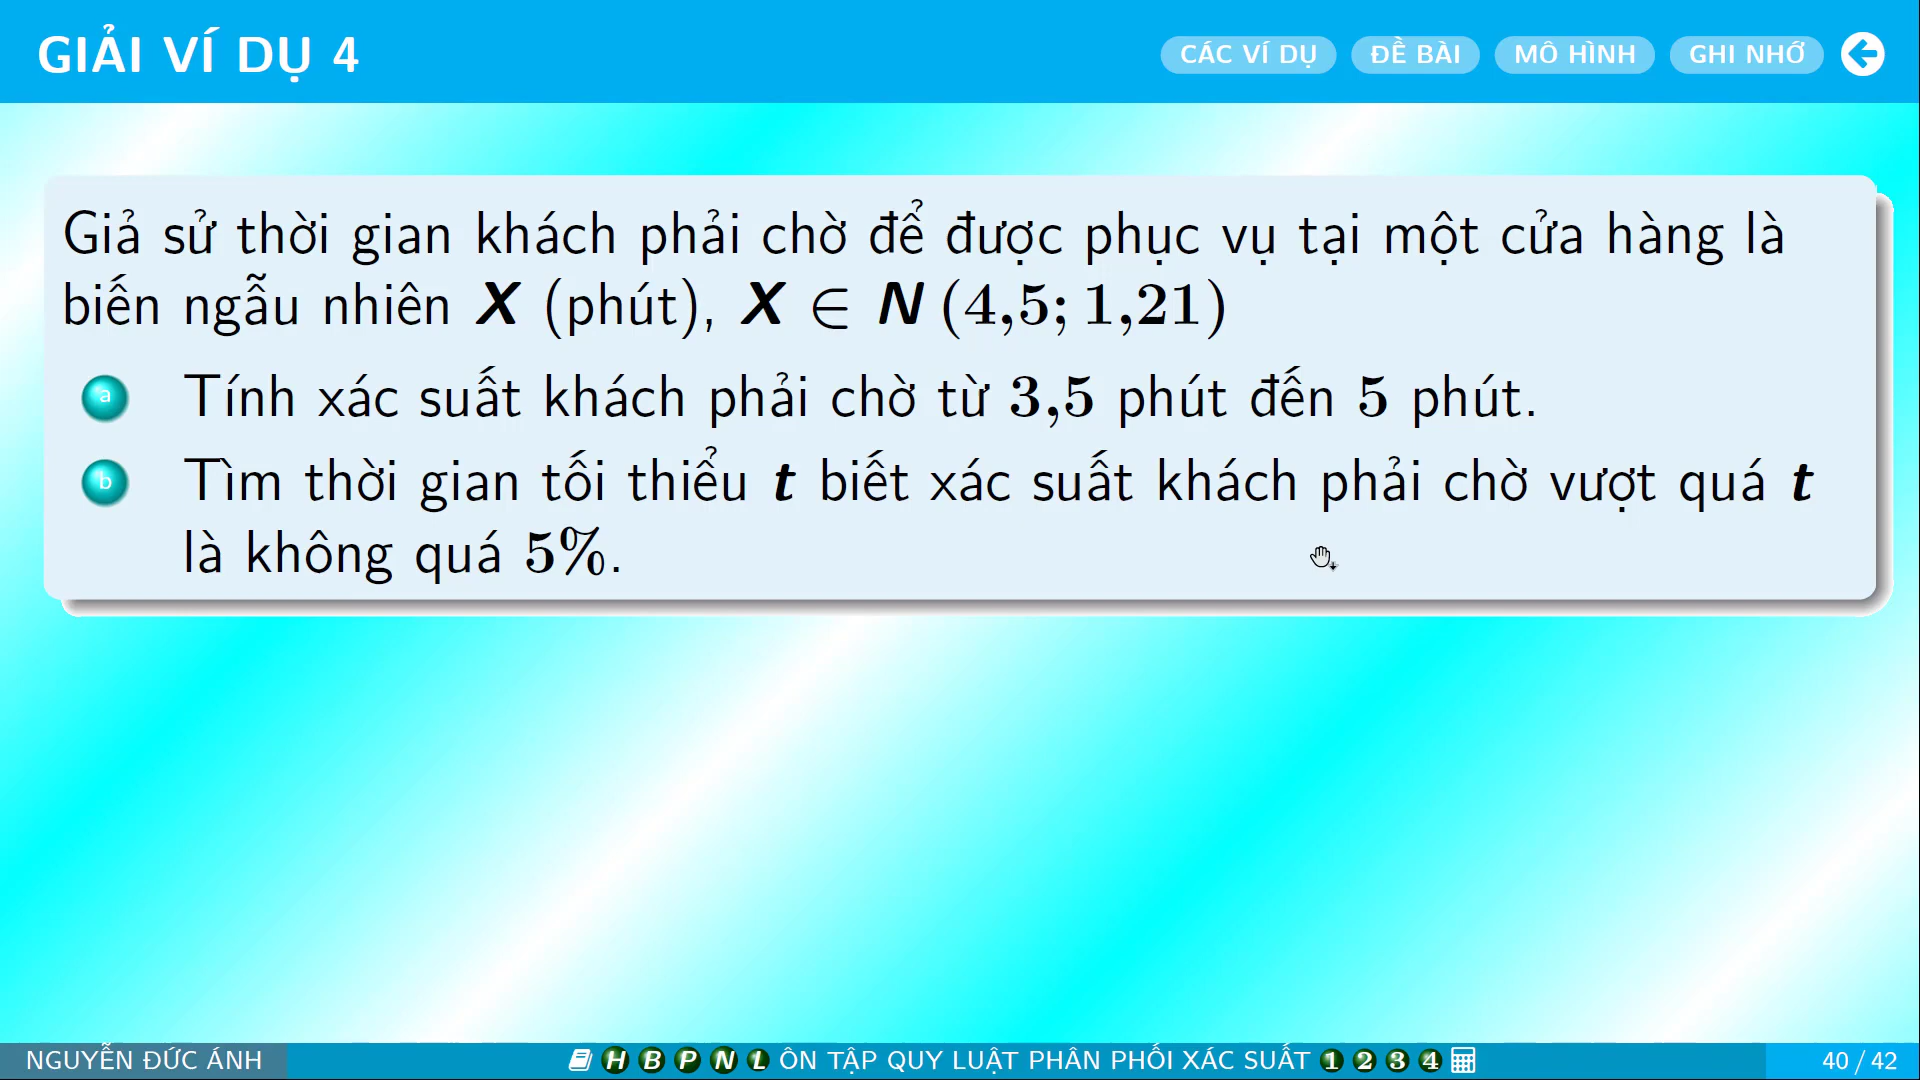 GIẢI VÍ DỤ 4
CÁC VÍ DỤ ĐỀ BÀI MÔ HÌNH GHI NHỚ
Giả sử thời gian khách phải chờ để được phục vụ tại một cửa hàng là
biến ngẫu nhiên X (phút), X ∈ N (4,5; 1,21)
a Tính xác suất khách phải chờ từ 3,5 phút đến 5 phút.
b Tìm thời gian tối thiểu t biết xác suất khách phải chờ vượt quá t
là không quá 5%.
NGUYỄN ĐỨC ÁNH H B P N L ÔN TẬP QUY LUẬT PHÂN PHỐI XÁC SUẤT 1 2 3 4 40 / 42